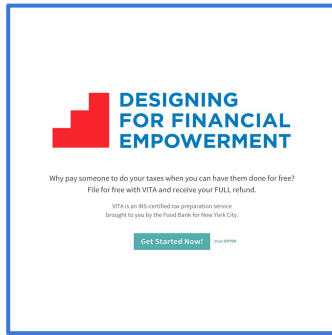 DESIGNING
FOR FINANCIAL
EMPOWERMENT
Why pay someone to do your taxes when you can have them done for free?
File for free with VITA and receive your FULL refund.
VITA is an IRS-certified tax preparation service
brought to you by the Food Bank for New York City.
Get Started Now! press ENTER